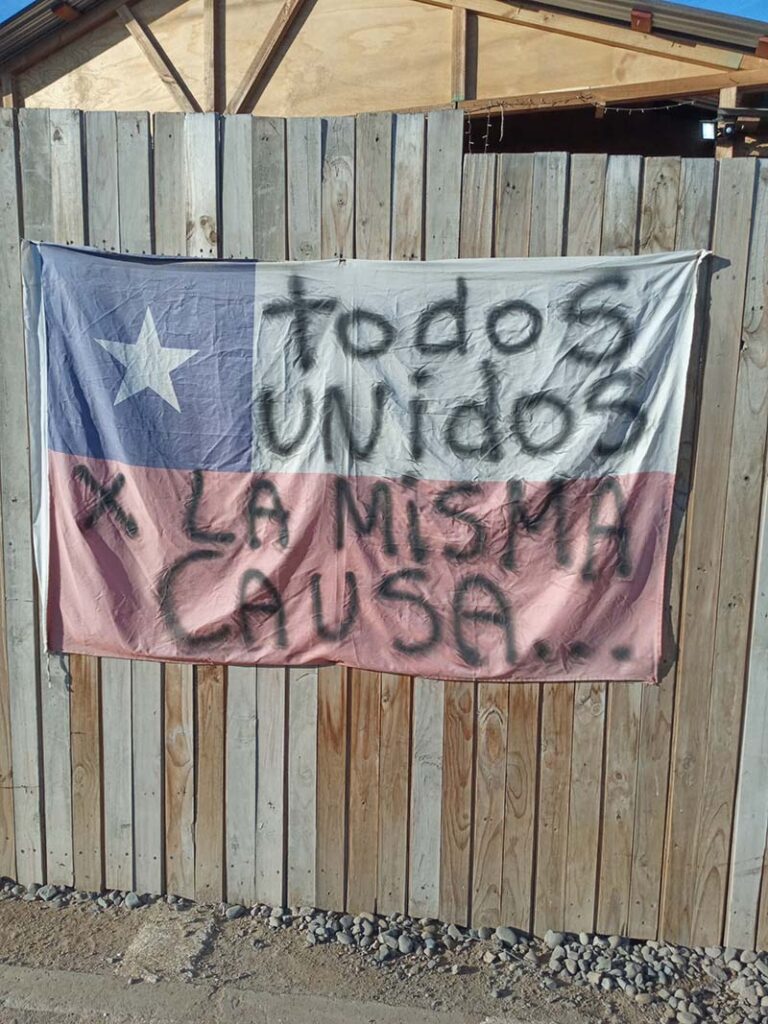 todos
UNidos
X LA MiSMA
CAUSA...